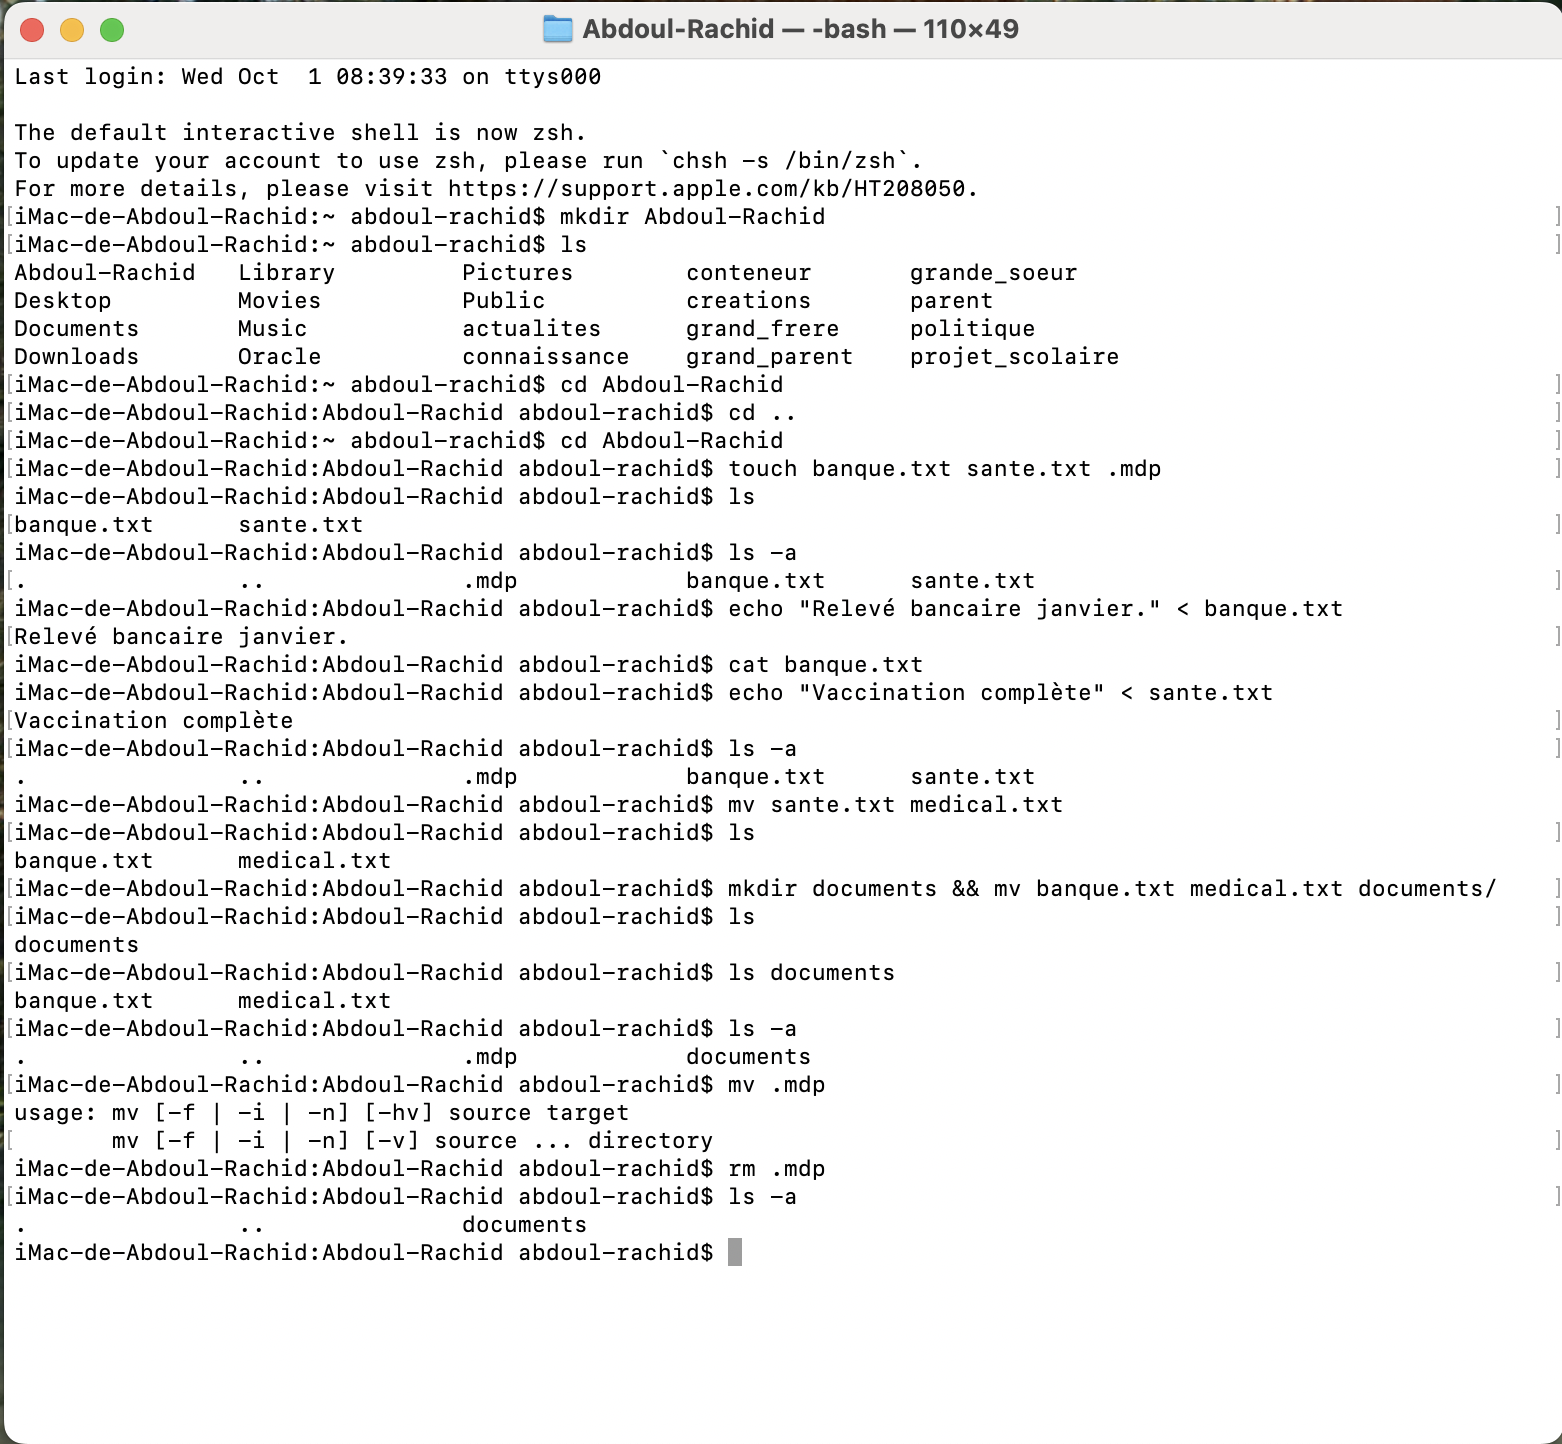 Abdoul-Rachid — -bash — 110×49
Last login: Wed Oct  1 08:39:33 on ttys000
The default interactive shell is now zsh.
To update your account to use zsh, please run `chsh -s /bin/zsh`.
For more details, please visit https://support.apple.com/kb/HT208050.
[iMac-de-Abdoul-Rachid:~ abdoul-rachid$ mkdir Abdoul-Rachid ]
[iMac-de-Abdoul-Rachid:~ abdoul-rachid$ ls ]
Abdoul-Rachid   Library         Pictures        conteneur       grande_soeur
Desktop         Movies          Public          creations       parent
Documents       Music           actualites      grand_frere     politique
Downloads       Oracle          connaissance    grand_parent    projet_scolaire
[iMac-de-Abdoul-Rachid:~ abdoul-rachid$ cd Abdoul-Rachid ]
[iMac-de-Abdoul-Rachid:Abdoul-Rachid abdoul-rachid$ cd .. ]
[iMac-de-Abdoul-Rachid:~ abdoul-rachid$ cd Abdoul-Rachid ]
[iMac-de-Abdoul-Rachid:Abdoul-Rachid abdoul-rachid$ touch banque.txt sante.txt .mdp ]
iMac-de-Abdoul-Rachid:Abdoul-Rachid abdoul-rachid$ ls
[banque.txt      sante.txt ]
iMac-de-Abdoul-Rachid:Abdoul-Rachid abdoul-rachid$ ls -a
[.               ..              .mdp            banque.txt      sante.txt ]
iMac-de-Abdoul-Rachid:Abdoul-Rachid abdoul-rachid$ echo "Relevé bancaire janvier." < banque.txt
[Relevé bancaire janvier. ]
iMac-de-Abdoul-Rachid:Abdoul-Rachid abdoul-rachid$ cat banque.txt
iMac-de-Abdoul-Rachid:Abdoul-Rachid abdoul-rachid$ echo "Vaccination complète" < sante.txt
[Vaccination complète ]
[iMac-de-Abdoul-Rachid:Abdoul-Rachid abdoul-rachid$ ls -a ]
.               ..              .mdp            banque.txt      sante.txt
iMac-de-Abdoul-Rachid:Abdoul-Rachid abdoul-rachid$ mv sante.txt medical.txt
[iMac-de-Abdoul-Rachid:Abdoul-Rachid abdoul-rachid$ ls ]
banque.txt      medical.txt
[iMac-de-Abdoul-Rachid:Abdoul-Rachid abdoul-rachid$ mkdir documents && mv banque.txt medical.txt documents/ ]
[iMac-de-Abdoul-Rachid:Abdoul-Rachid abdoul-rachid$ ls ]
documents
[iMac-de-Abdoul-Rachid:Abdoul-Rachid abdoul-rachid$ ls documents ]
banque.txt      medical.txt
[iMac-de-Abdoul-Rachid:Abdoul-Rachid abdoul-rachid$ ls -a ]
.               ..              .mdp            documents
[iMac-de-Abdoul-Rachid:Abdoul-Rachid abdoul-rachid$ mv .mdp ]
usage: mv [-f | -i | -n] [-hv] source target
[       mv [-f | -i | -n] [-v] source ... directory ]
iMac-de-Abdoul-Rachid:Abdoul-Rachid abdoul-rachid$ rm .mdp
[iMac-de-Abdoul-Rachid:Abdoul-Rachid abdoul-rachid$ ls -a ]
.               ..              documents
iMac-de-Abdoul-Rachid:Abdoul-Rachid abdoul-rachid$